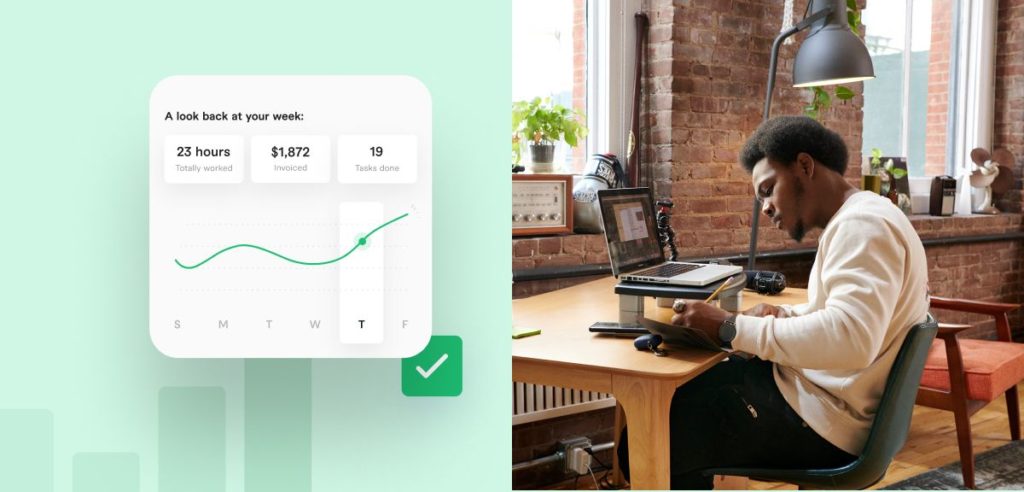 A look back at your week:
23 hours
Totally worked
$1,872
Invoiced
19
Tasks done
S M T W T F